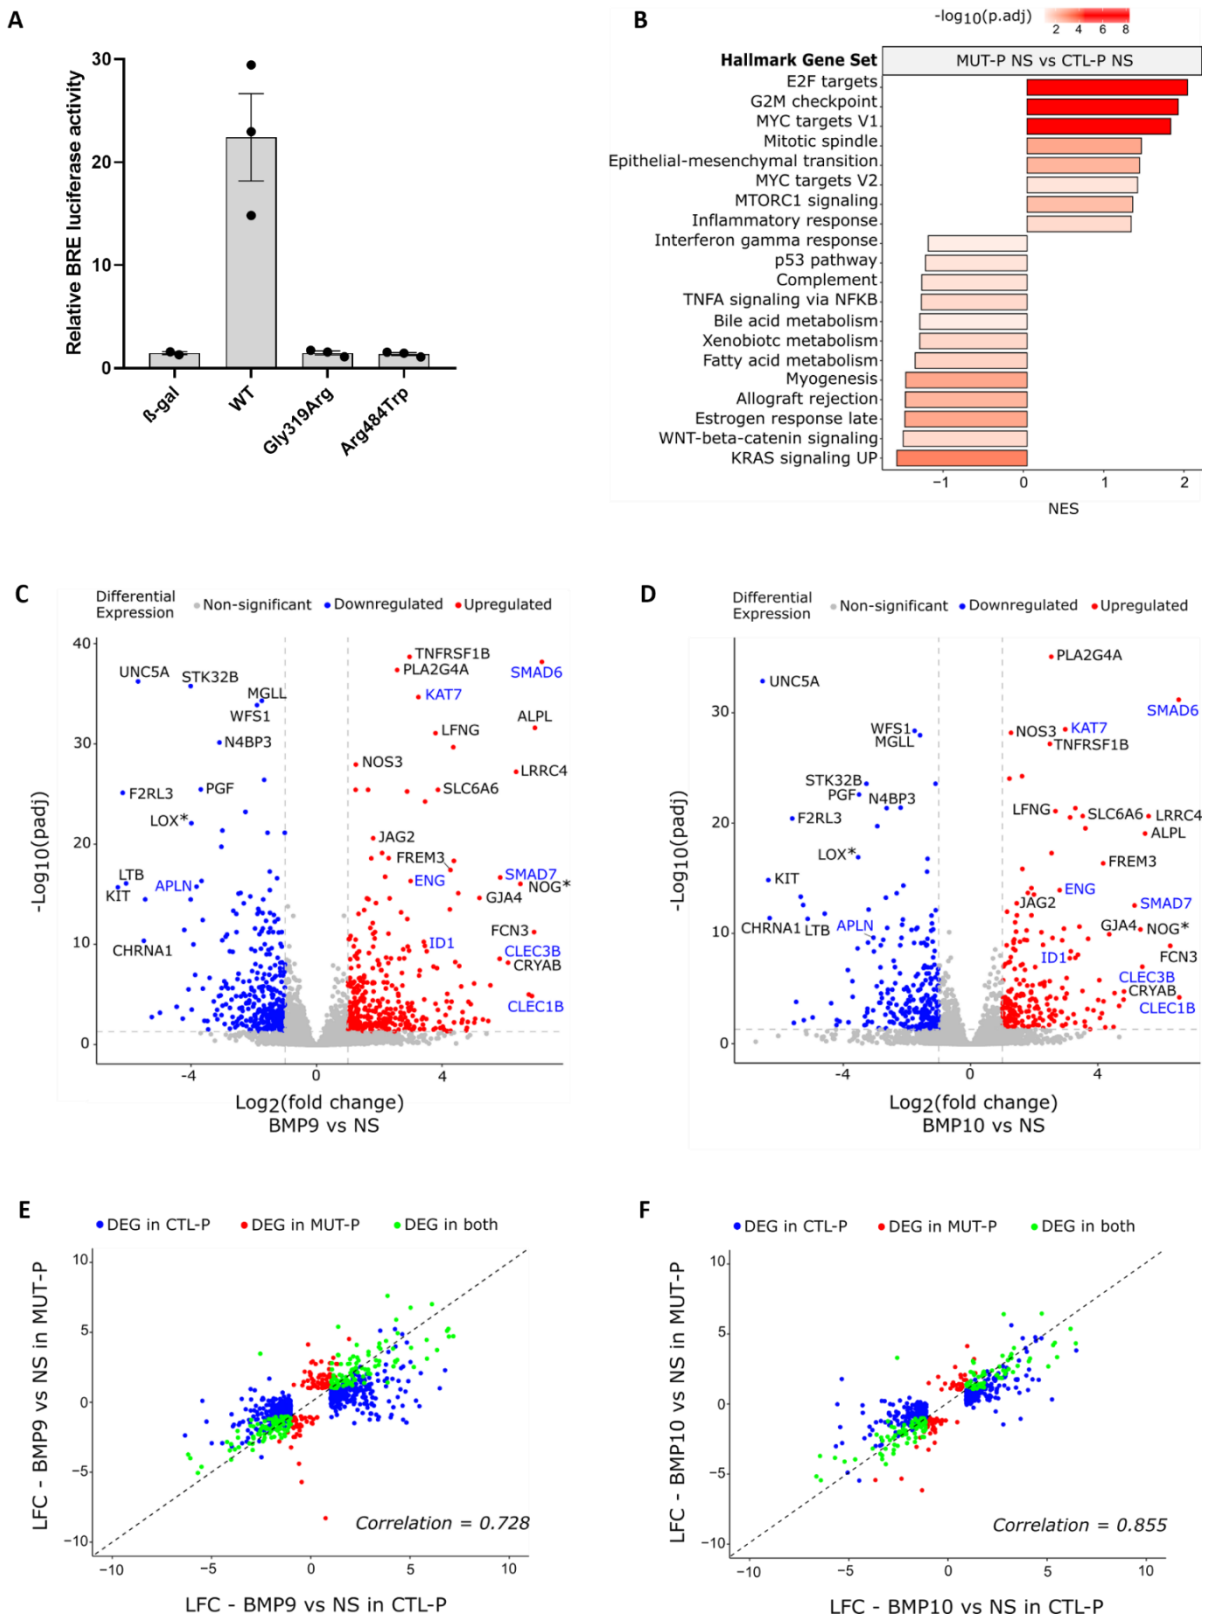 A
Relative BRE luciferase activity
30
20
10
0
ß-gal
WT
Gly319Arg
Arg484Trp
B
-log10(p.adj)
2 4 6 8
Hallmark Gene Set
MUT-P NS vs CTL-P NS
E2F targets
G2M checkpoint
MYC targets V1
Mitotic spindle
Epithelial-mesenchymal transition
MYC targets V2
MTORC1 signaling
Inflammatory response
Interferon gamma response
p53 pathway
Complement
TNFA signaling via NFKB
Bile acid metabolism
Xenobiotc metabolism
Fatty acid metabolism
Myogenesis
Allograft rejection
Estrogen response late
WNT-beta-catenin signaling
KRAS signaling UP
−1 0 1 2
NES
C
Differential Expression
Non-significant
Downregulated
Upregulated
-Log10(padj)
40
30
20
10
0
UNC5A
STK32B
MGLL
WFS1
N4BP3
F2RL3
PGF
LOX*
LTB
APLN
KIT
CHRNA1
TNFRSF1B
PLA2G4A
SMAD6
KAT7
ALPL
LFNG
NOS3
LRRC4
SLC6A6
JAG2
FREM3
ENG
SMAD7
NOG*
GJA4
FCN3
ID1
CLEC3B
CRYAB
CLEC1B
-4 0 4
Log2(fold change)
BMP9 vs NS
D
Differential Expression
Non-significant
Downregulated
Upregulated
-Log10(padj)
30
20
10
0
PLA2G4A
UNC5A
SMAD6
WFS1
MGLL
NOS3
KAT7
TNFRSF1B
STK32B
PGF
N4BP3
F2RL3
LFNG
SLC6A6
LRRC4
ALPL
LOX*
FREM3
KIT
ENG
JAG2
SMAD7
CHRNA1
LTB
APLN
GJA4
NOG*
ID1
FCN3
CLEC3B
CRYAB
CLEC1B
-4 0 4
Log2(fold change)
BMP10 vs NS
E
DEG in CTL-P
DEG in MUT-P
DEG in both
LFC - BMP9 vs NS in MUT-P
10
5
0
−5
−10
Correlation = 0.728
−10 −5 0 5 10
LFC - BMP9 vs NS in CTL-P
F
DEG in CTL-P
DEG in MUT-P
DEG in both
LFC - BMP10 vs NS in MUT-P
10
5
0
−5
−10
Correlation = 0.855
−10 −5 0 5 10
LFC - BMP10 vs NS in CTL-P